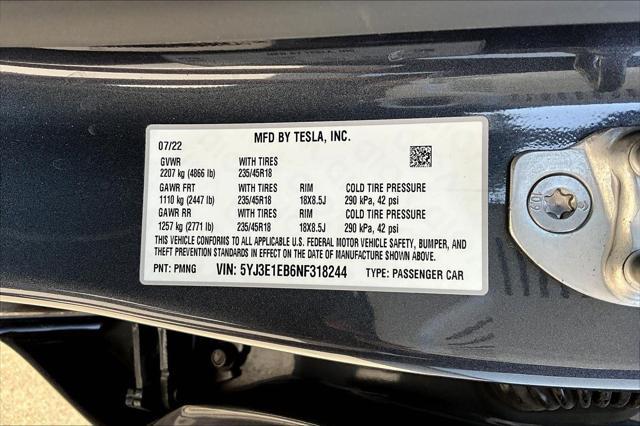 MFD BY TESLA, INC.
07/22
GVWR WITH TIRES
2207 kg (4866 lb) 235/45R18
GAWR FRT WITH TIRES RIM COLD TIRE PRESSURE
1110 kg (2447 lb) 235/45R18 18X8.5J 290 kPa, 42 psi
GAWR RR WITH TIRES RIM COLD TIRE PRESSURE
1257 kg (2771 lb) 235/45R18 18X8.5J 290 kPa, 42 psi
THIS VEHICLE CONFORMS TO ALL APPLICABLE U.S. FEDERAL MOTOR VEHICLE SAFETY, BUMPER, AND
THEFT PREVENTION STANDARDS IN EFFECT ON THE DATE OF MANUFACTURE SHOWN ABOVE.
PNT: PMNG VIN: 5YJ3E1EB6NF318244 TYPE: PASSENGER CAR